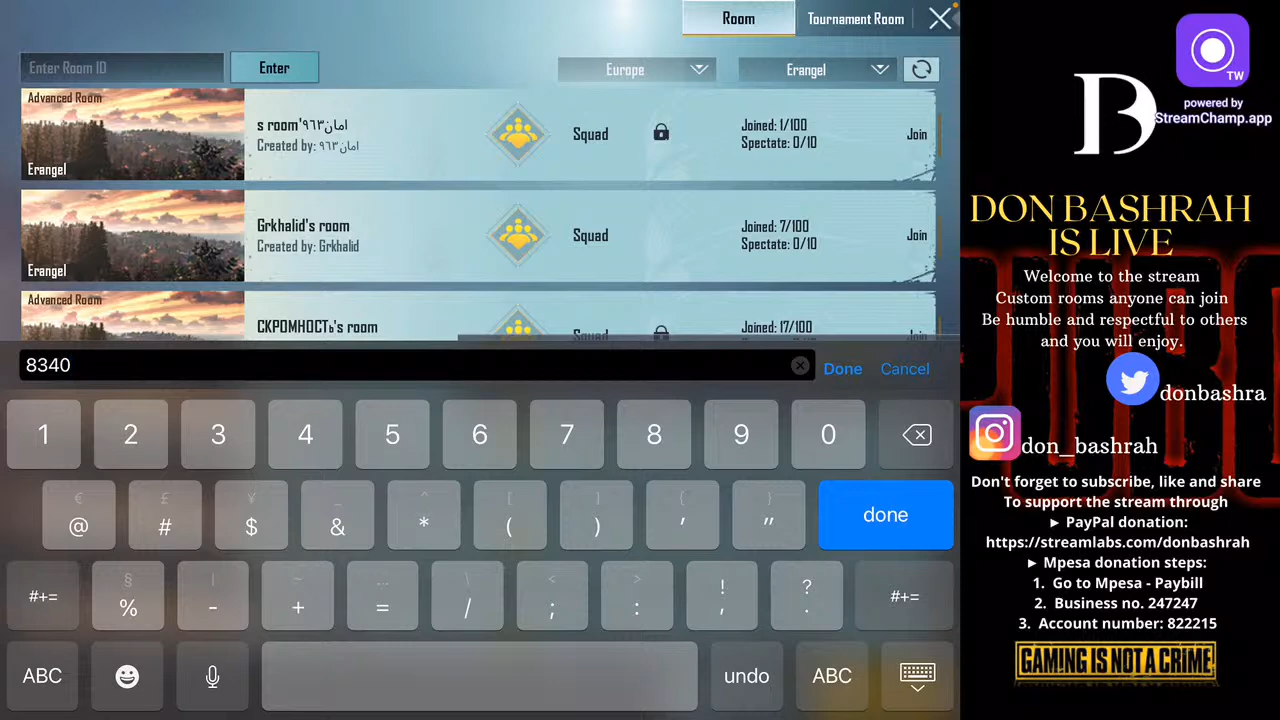 Room
Tournament Room
TW
powered by
StreamChamp.app
Enter Room ID
Enter
Europe
Erangel
Advanced Room
s room'امان٩٦٣
Created by: امان٩٦٣
Erangel
Squad
Joined: 1/100
Spectate: 0/10
Join
Grkhalid's room
Created by: Grkhalid
Erangel
Squad
Joined: 7/100
Spectate: 0/10
Join
Advanced Room
СКРОМНОСТЬ's room
Squad
Joined: 17/100
Join
8340
Done
Cancel
1 2 3 4 5 6 7 8 9 0
€ £ ¥ _ ^ [ ] { }
@ # $ & * ( ) ' "
done
§ | ~ … \ < > ! ?
#+= % - + = / ; : , . #+=
ABC
undo
ABC
B
DON BASHRAH
IS LIVE
Welcome to the stream
Custom rooms anyone can join
Be humble and respectful to others
and you will enjoy.
donbashra
don_bashrah
Don't forget to subscribe, like and share
To support the stream through
► PayPal donation:
https://streamlabs.com/donbashrah
► Mpesa donation steps:
1. Go to Mpesa - Paybill
2. Business no. 247247
3. Account number: 822215
GAMING IS NOT A CRIME